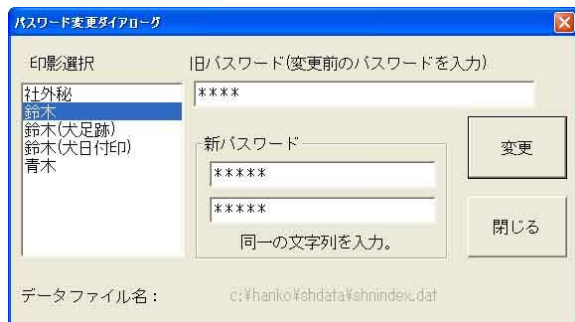 パスワード変更ダイアローグ
印影選択
旧パスワード(変更前のパスワードを入力)
社外秘
鈴木
鈴木(犬足跡)
鈴木(犬日付印)
青木
****
新パスワード
*****
*****
同一の文字列を入力。
変更
閉じる
データファイル名：
c:¥hanko¥shdata¥shnindex.dat